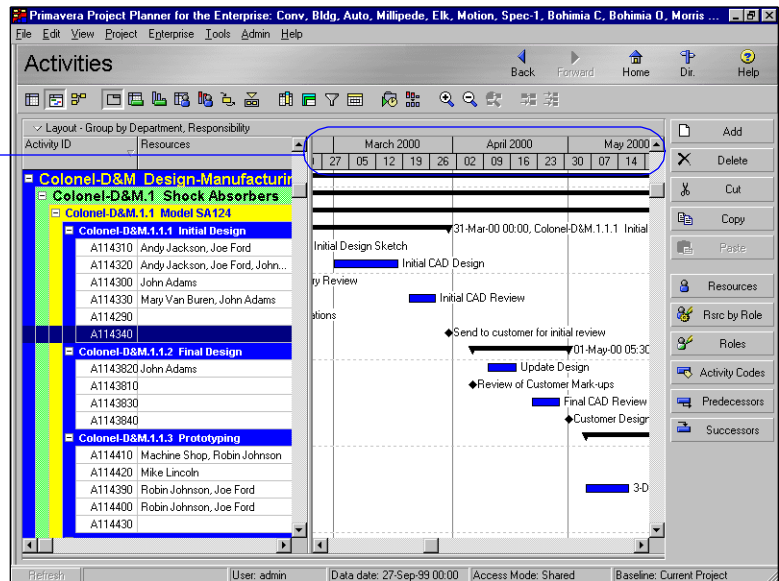 Primavera Project Planner for the Enterprise: Conv, Bldg, Auto, Millipede, Elk, Motion, Spec-1, Bohimia C, Bohimia O, Morris ...
File Edit View Project Enterprise Tools Admin Help
Activities
Back Forward Home Dir. Help
Layout - Group by Department, Responsibility
Activity ID Resources
March 2000 April 2000 May 2000
27 05 12 19 26 02 09 16 23 30 07 14
Colonel-D&M Design-Manufacturin
Colonel-D&M.1 Shock Absorbers
Colonel-D&M.1.1 Model SA124
Colonel-D&M.1.1.1 Initial Design 31-Mar-00 00:00, Colonel-D&M.1.1.1 Initial
A114310 Andy Jackson, Joe Ford Initial Design Sketch
A114320 Andy Jackson, Joe Ford, John... Initial CAD Design
A114300 John Adams ry Review
A114330 Mary Van Buren, John Adams Initial CAD Review
A114290 ations
A114340 Send to customer for initial review
Colonel-D&M.1.1.2 Final Design 01-May-00 05:30
A1143820 John Adams Update Design
A1143810 Review of Customer Mark-ups
A1143830 Final CAD Review
A1143840 Customer Design
Colonel-D&M.1.1.3 Prototyping
A114410 Machine Shop, Robin Johnson
A114420 Mike Lincoln
A114390 Robin Johnson, Joe Ford 3-D
A114400 Robin Johnson, Joe Ford
A114430
Add
Delete
Cut
Copy
Paste
Resources
Rsrc by Role
Roles
Activity Codes
Predecessors
Successors
Refresh User: admin Data date: 27-Sep-99 00:00 Access Mode: Shared Baseline: Current Project